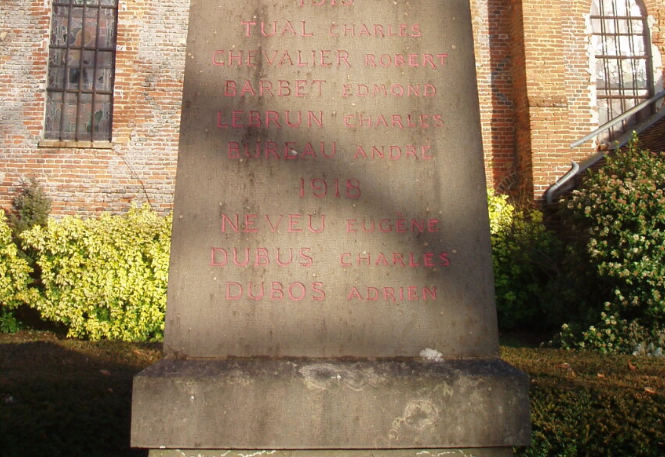 TUAL CHARLES
CHEVALIER ROBERT
BARBET EDMOND
LEBRUN CHARLES
BUREAU ANDRÉ
1918
NEVEU EUGÈNE
DUBUS CHARLES
DUBOS ADRIEN